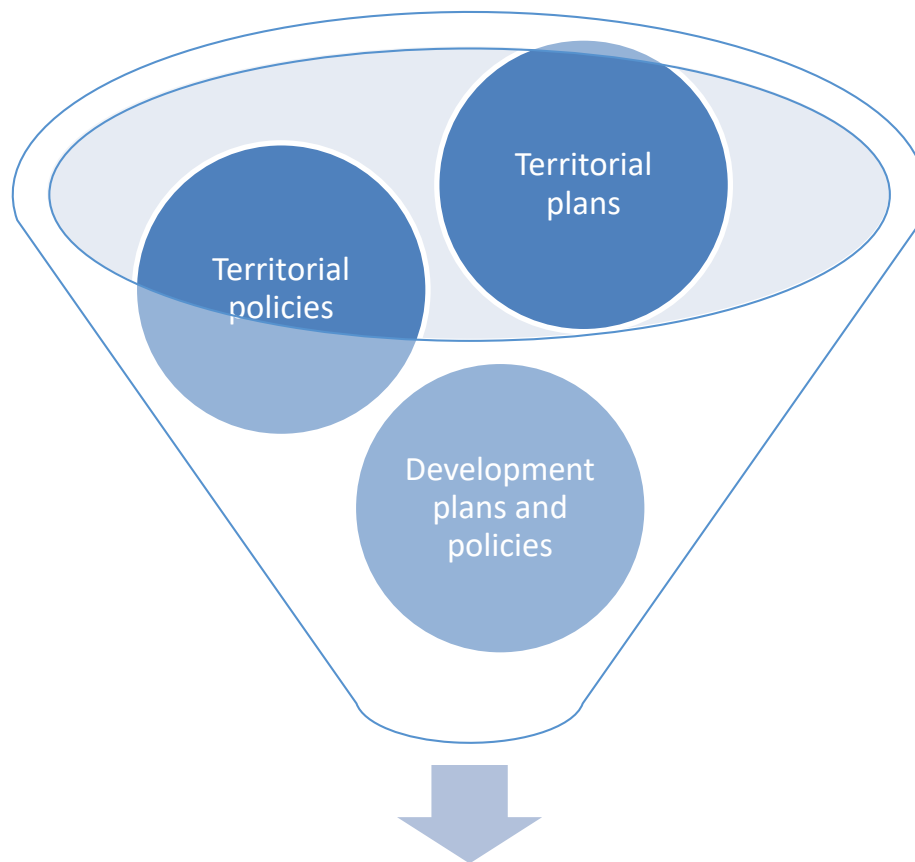 Territorial
plans
Territorial
policies
Development
plans and
policies